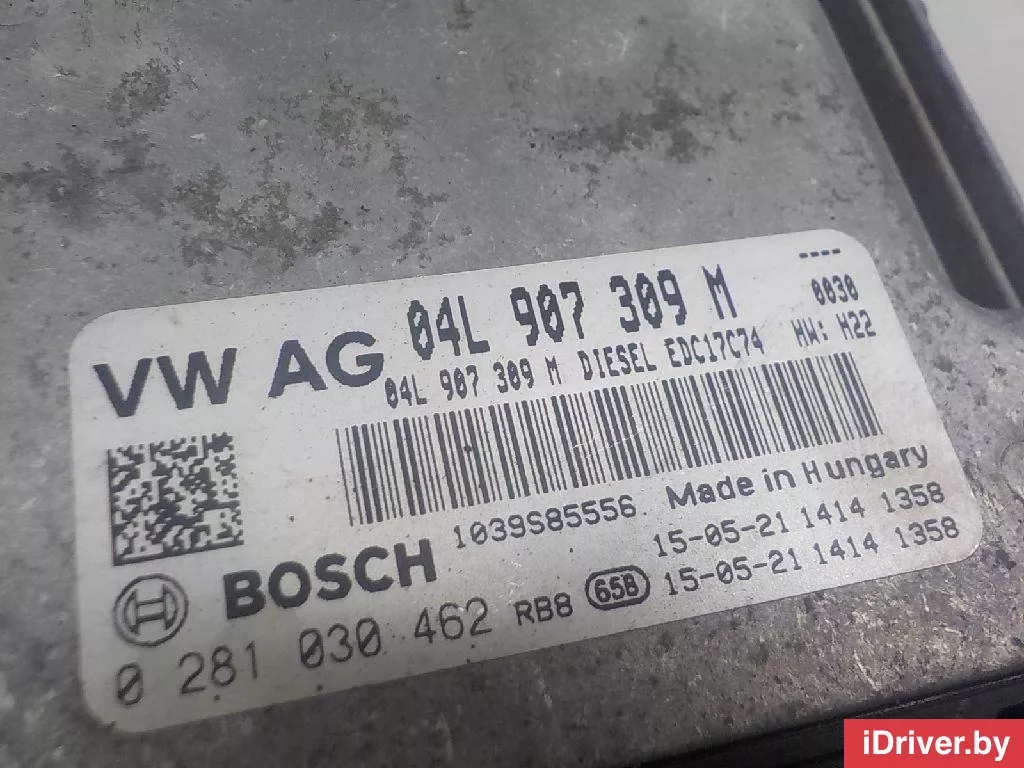 ----
VW AG 04L 907 309 M 0030
04L 907 309 M DIESEL EDC17C74 HW: H22
1039S85556 Made in Hungary
BOSCH 15-05-21 1414 1358
0 281 030 462 RB8 65B 15-05-21 1414 1358
iDriver.by